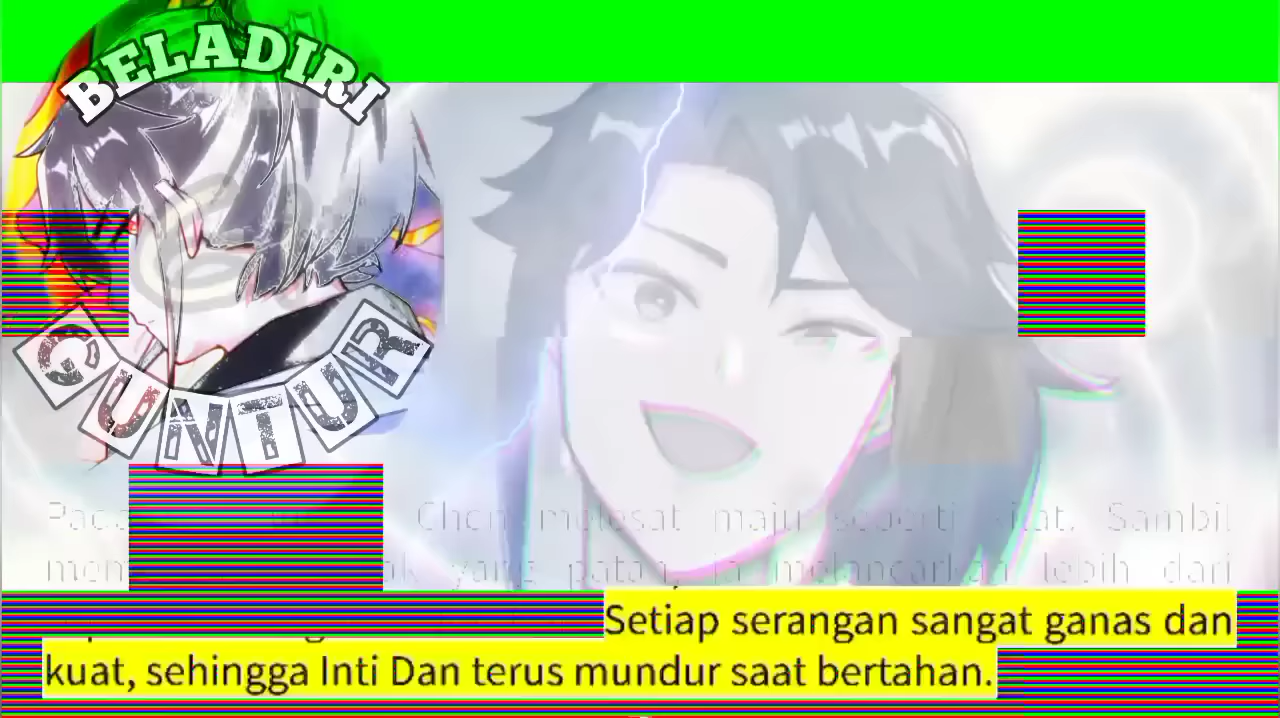 BELADIRI
GUNTUR
Chen melesat maju seperti kilat. Sambil
yang patah, ia melancarkan lebih dari
Setiap serangan sangat ganas dan
kuat, sehingga Inti Dan terus mundur saat bertahan.